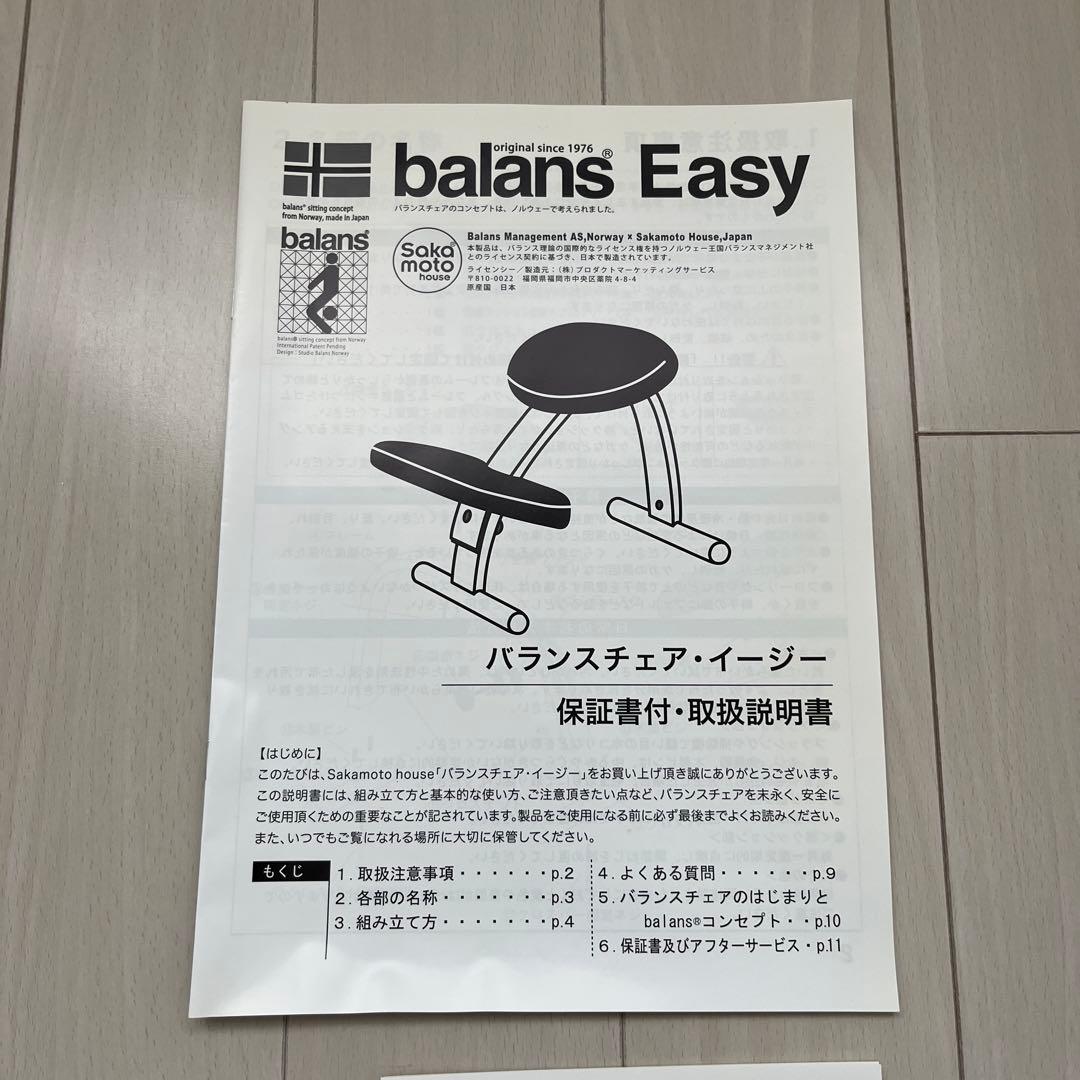 original since 1976
balans® Easy
バランスチェアのコンセプトは、ノルウェーで考えられました。
balans® sitting concept
from Norway, made in Japan
balans®
balans® sitting concept from Norway
International Patent Pending
Design : Studio Balans Norway
Saka
moto®
house
Balans Management AS,Norway × Sakamoto House,Japan
本製品は、バランス理論の国際的なライセンス権を持つノルウェー王国バランスマネジメント社
とのライセンス契約に基づき、日本で製造されています。
ライセンシー／製造元：（株）プロダクトマーケッティングサービス
〒810-0022 福岡県福岡市中央区薬院 4-8-4
原産国 日本
バランスチェア・イージー
保証書付・取扱説明書
【はじめに】
このたびは、Sakamoto house「バランスチェア・イージー」をお買い上げ頂き誠にありがとうございます。
この説明書には、組み立て方と基本的な使い方、ご注意頂きたい点など、バランスチェアを末永く、安全に
ご使用頂くための重要なことが記されています。製品をご使用になる前に必ず最後までよくお読みください。
また、いつでもご覧になれる場所に大切に保管してください。
もくじ
1．取扱注意事項・・・・・・p.2
2．各部の名称・・・・・・・p.3
3．組み立て方・・・・・・・p.4
4．よくある質問・・・・・・p.9
5．バランスチェアのはじまりと
balans®コンセプト・・p.10
6．保証書及びアフターサービス・p.11